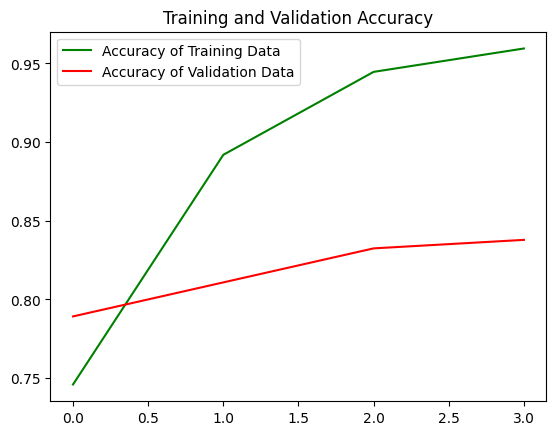 Training and Validation Accuracy
Accuracy of Training Data
Accuracy of Validation Data
0.95
0.90
0.85
0.80
0.75
0.0 0.5 1.0 1.5 2.0 2.5 3.0